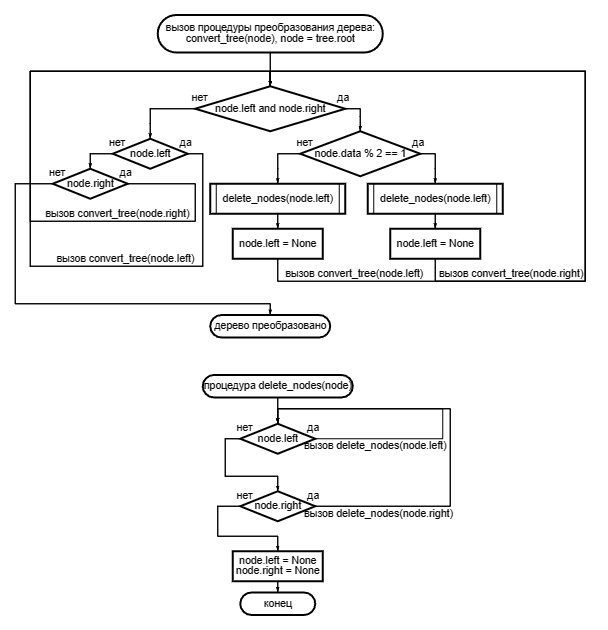 вызов процедуры преобразования дерева:
convert_tree(node), node = tree.root
нет
да
node.left and node.right
нет
да
node.left
нет
да
node.data % 2 == 1
нет
да
node.right
delete_nodes(node.left)
delete_nodes(node.left)
вызов convert_tree(node.right)
node.left = None
node.left = None
вызов convert_tree(node.left)
вызов convert_tree(node.left)
вызов convert_tree(node.right)
дерево преобразовано
процедура delete_nodes(node)
нет
да
node.left
вызов delete_nodes(node.left)
нет
да
node.right
вызов delete_nodes(node.right)
node.left = None
node.right = None
конец